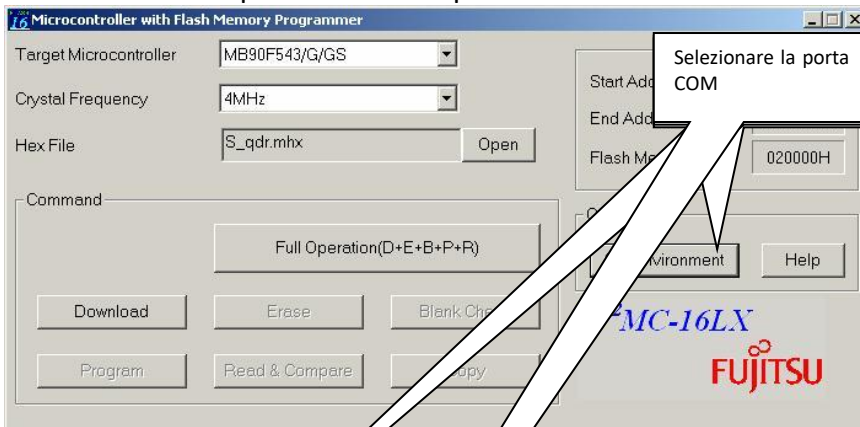 Microcontroller with Flash Memory Programmer
Target Microcontroller MB90F543/G/GS
Crystal Frequency 4MHz
Hex File S_qdr.mhx Open
Selezionare la porta
COM
Start Add
End Add
Flash Me 020000H
Command
Full Operation(D+E+B+P+R)
Download Erase Blank Che
Program Read & Compare opy
vironment Help
²MC-16LX
FUJITSU